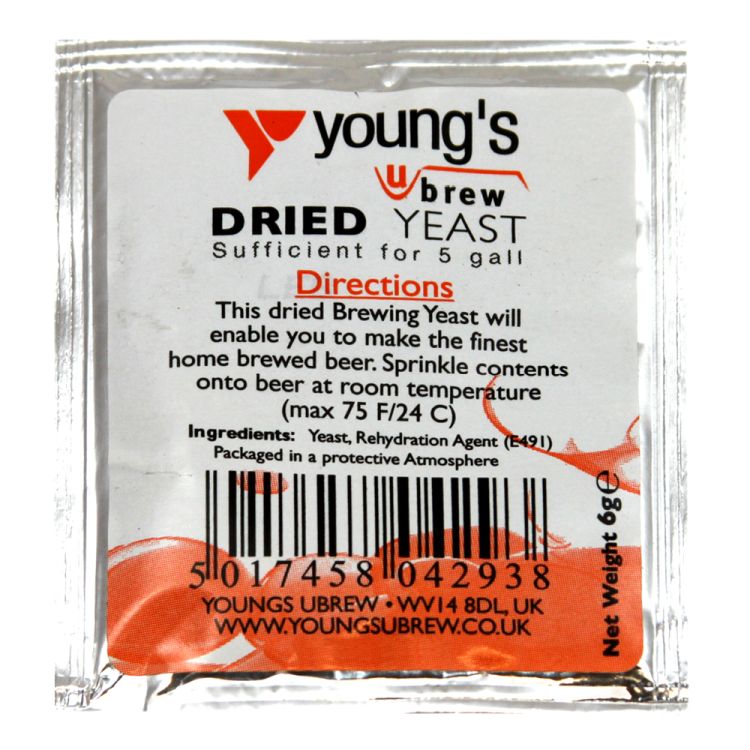 young's
u brew
DRIED YEAST
Sufficient for 5 gall
Directions
This dried Brewing Yeast will
enable you to make the finest
home brewed beer. Sprinkle contents
onto beer at room temperature
(max 75 F/24 C)
Ingredients: Yeast, Rehydration Agent (E491)
Packaged in a protective Atmosphere
5 017458 042938
YOUNGS UBREW • WV14 8DL, UK
WWW.YOUNGSUBREW.CO.UK
Net Weight 6g ℮